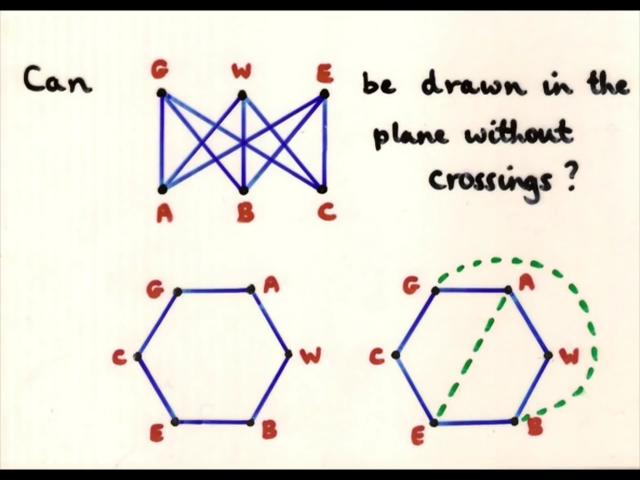 Can G W E be drawn in the
plane without
A B C crossings?
G A G A
C W C W
E B E B